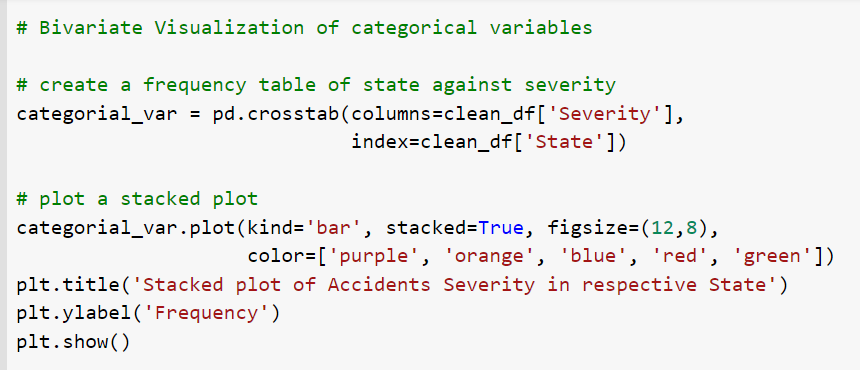 # Bivariate Visualization of categorical variables
# create a frequency table of state against severity
categorial_var = pd.crosstab(columns=clean_df['Severity'],
index=clean_df['State'])
# plot a stacked plot
categorial_var.plot(kind='bar', stacked=True, figsize=(12,8),
color=['purple', 'orange', 'blue', 'red', 'green'])
plt.title('Stacked plot of Accidents Severity in respective State')
plt.ylabel('Frequency')
plt.show()